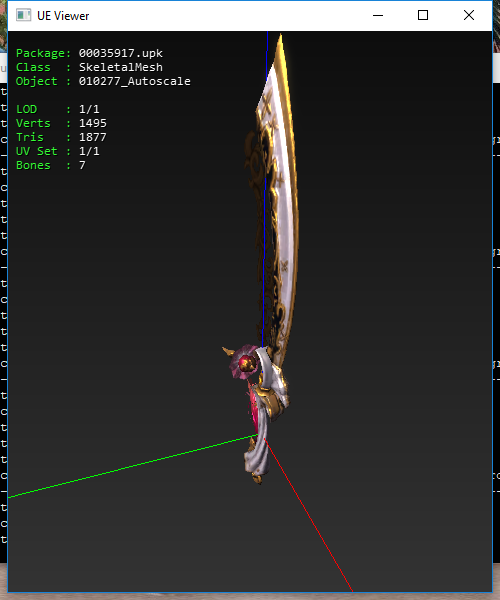 UE Viewer
Package: 00035917.upk
Class : SkeletalMesh
Object : 010277_Autoscale
LOD : 1/1
Verts : 1495
Tris : 1877
UV Set : 1/1
Bones : 7